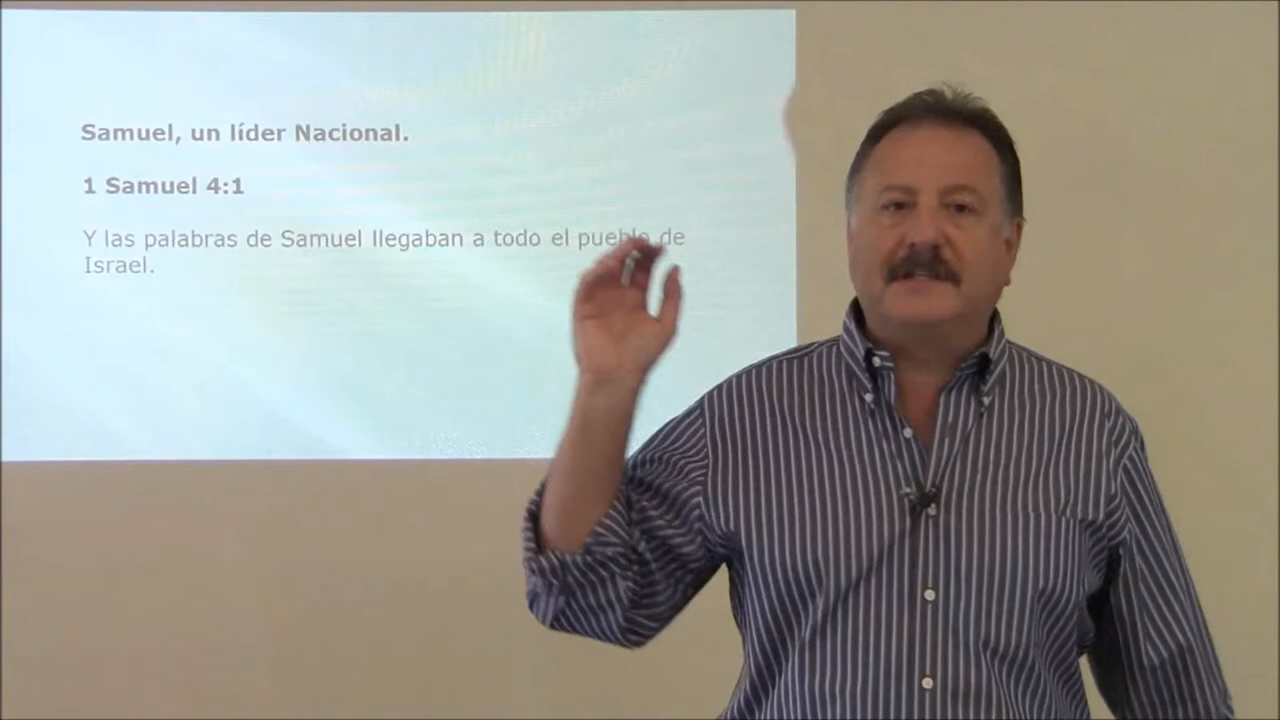 Samuel, un líder Nacional.
1 Samuel 4:1
Y las palabras de Samuel llegaban a todo el pueblo de
Israel.